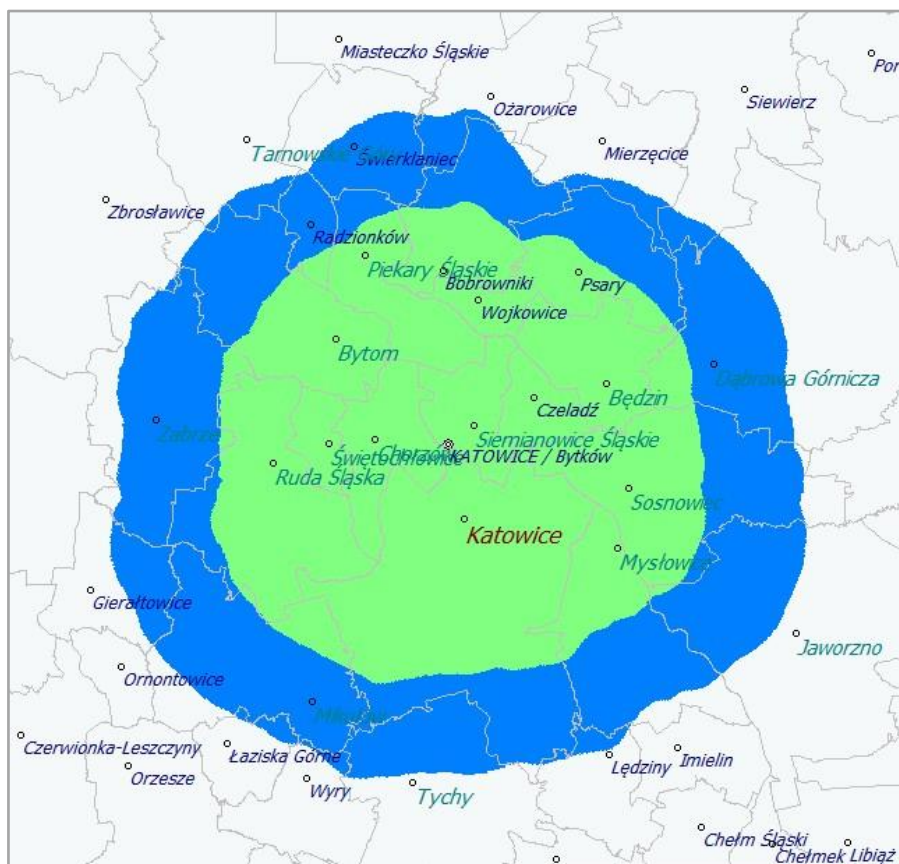 Miasteczko Śląskie
Por
Siewierz
Ożarowice
Mierzęcice
Tarnowskie
Świerklaniec
Zbrosławice
Radzionków
Piekary Śląskie
Bobrowniki
Psary
Wojkowice
Bytom
Dąbrowa Górnicza
Będzin
Czeladź
Zabrze
Siemianowice Śląskie
Chorzów
Świętochłowice
KATOWICE / Bytków
Ruda Śląska
Sosnowiec
Katowice
Mysłowice
Gierałtowice
Jaworzno
Ornontowice
Mikołów
Czerwionka-Leszczyny
Łaziska Górne
Lędziny
Imielin
Orzesze
Wyry
Tychy
Chełm Śląski
Chełmek
Libiąż